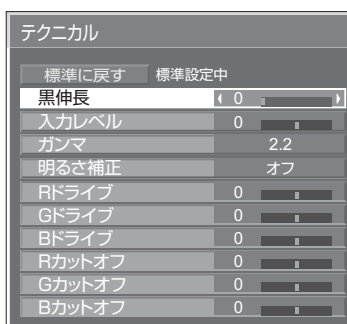 テクニカル
標準に戻す 標準設定中
黒伸長 0
入力レベル 0
ガンマ 2.2
明るさ補正 オフ
Rドライブ 0
Gドライブ 0
Bドライブ 0
Rカットオフ 0
Gカットオフ 0
Bカットオフ 0